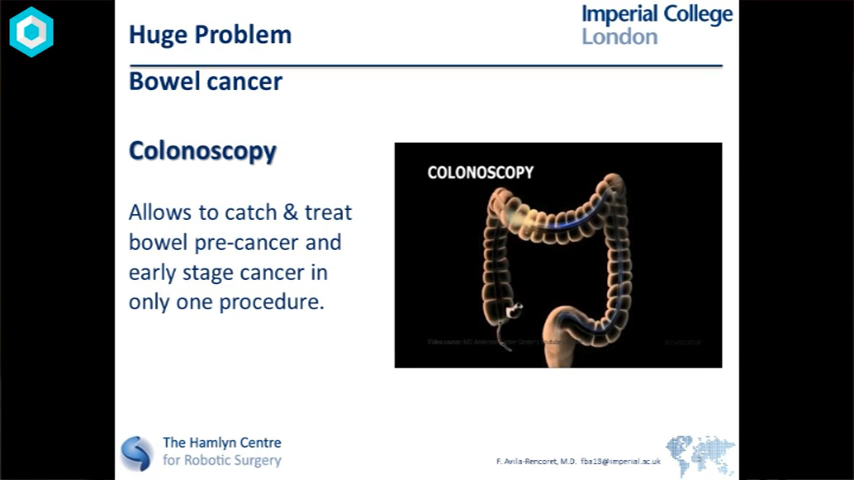 Huge Problem
Imperial College
London
Bowel cancer
Colonoscopy
Allows to catch & treat
bowel pre-cancer and
early stage cancer in
only one procedure.
COLONOSCOPY
The Hamlyn Centre
for Robotic Surgery
F. Avila-Rencoret, M.D. fba13@imperial.ac.uk